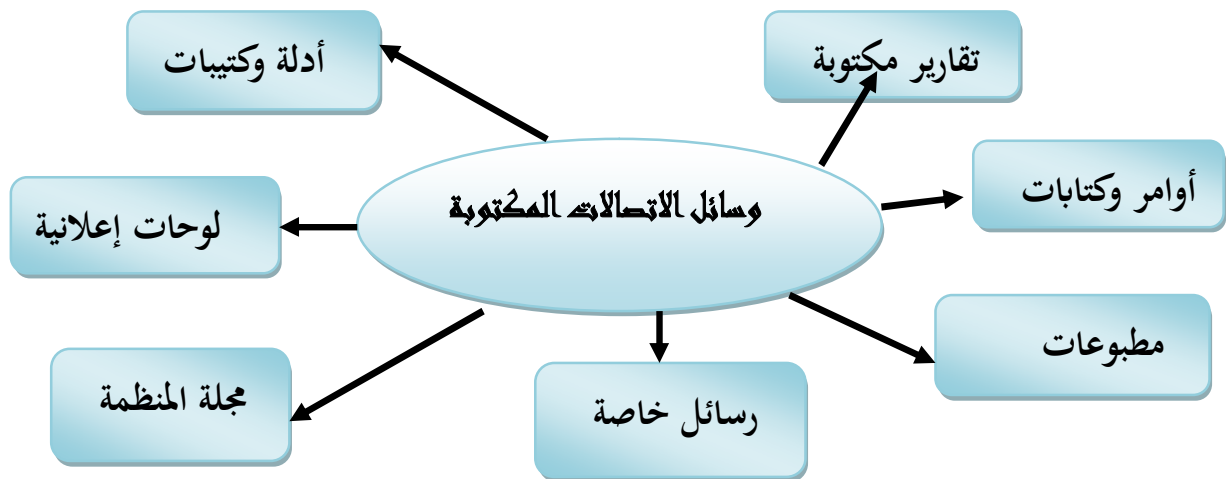 تقارير مكتوبة
أدلة وكتيبات
أوامر وكتابات
وسائل الاتصالات المكتوبة
لوحات إعلانية
مطبوعات
رسائل خاصة
مجلة المنظمة